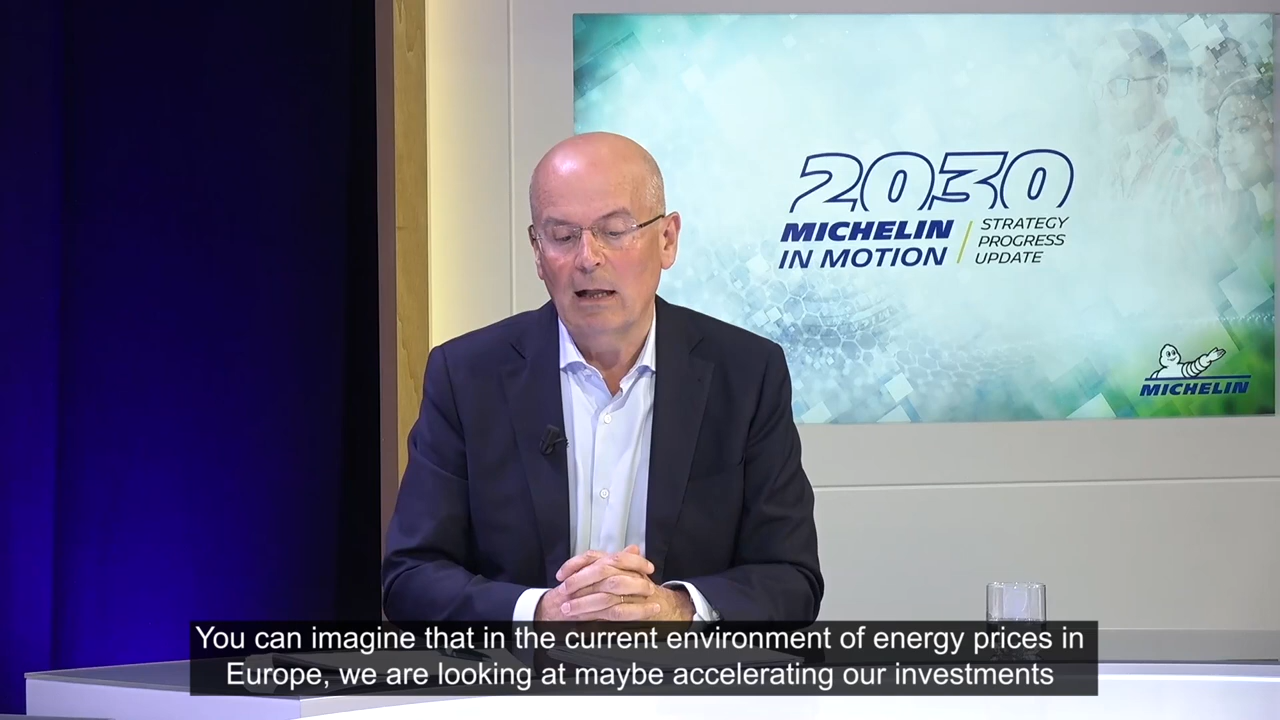 2030
MICHELIN
IN MOTION
STRATEGY
PROGRESS
UPDATE
MICHELIN
You can imagine that in the current environment of energy prices in
Europe, we are looking at maybe accelerating our investments